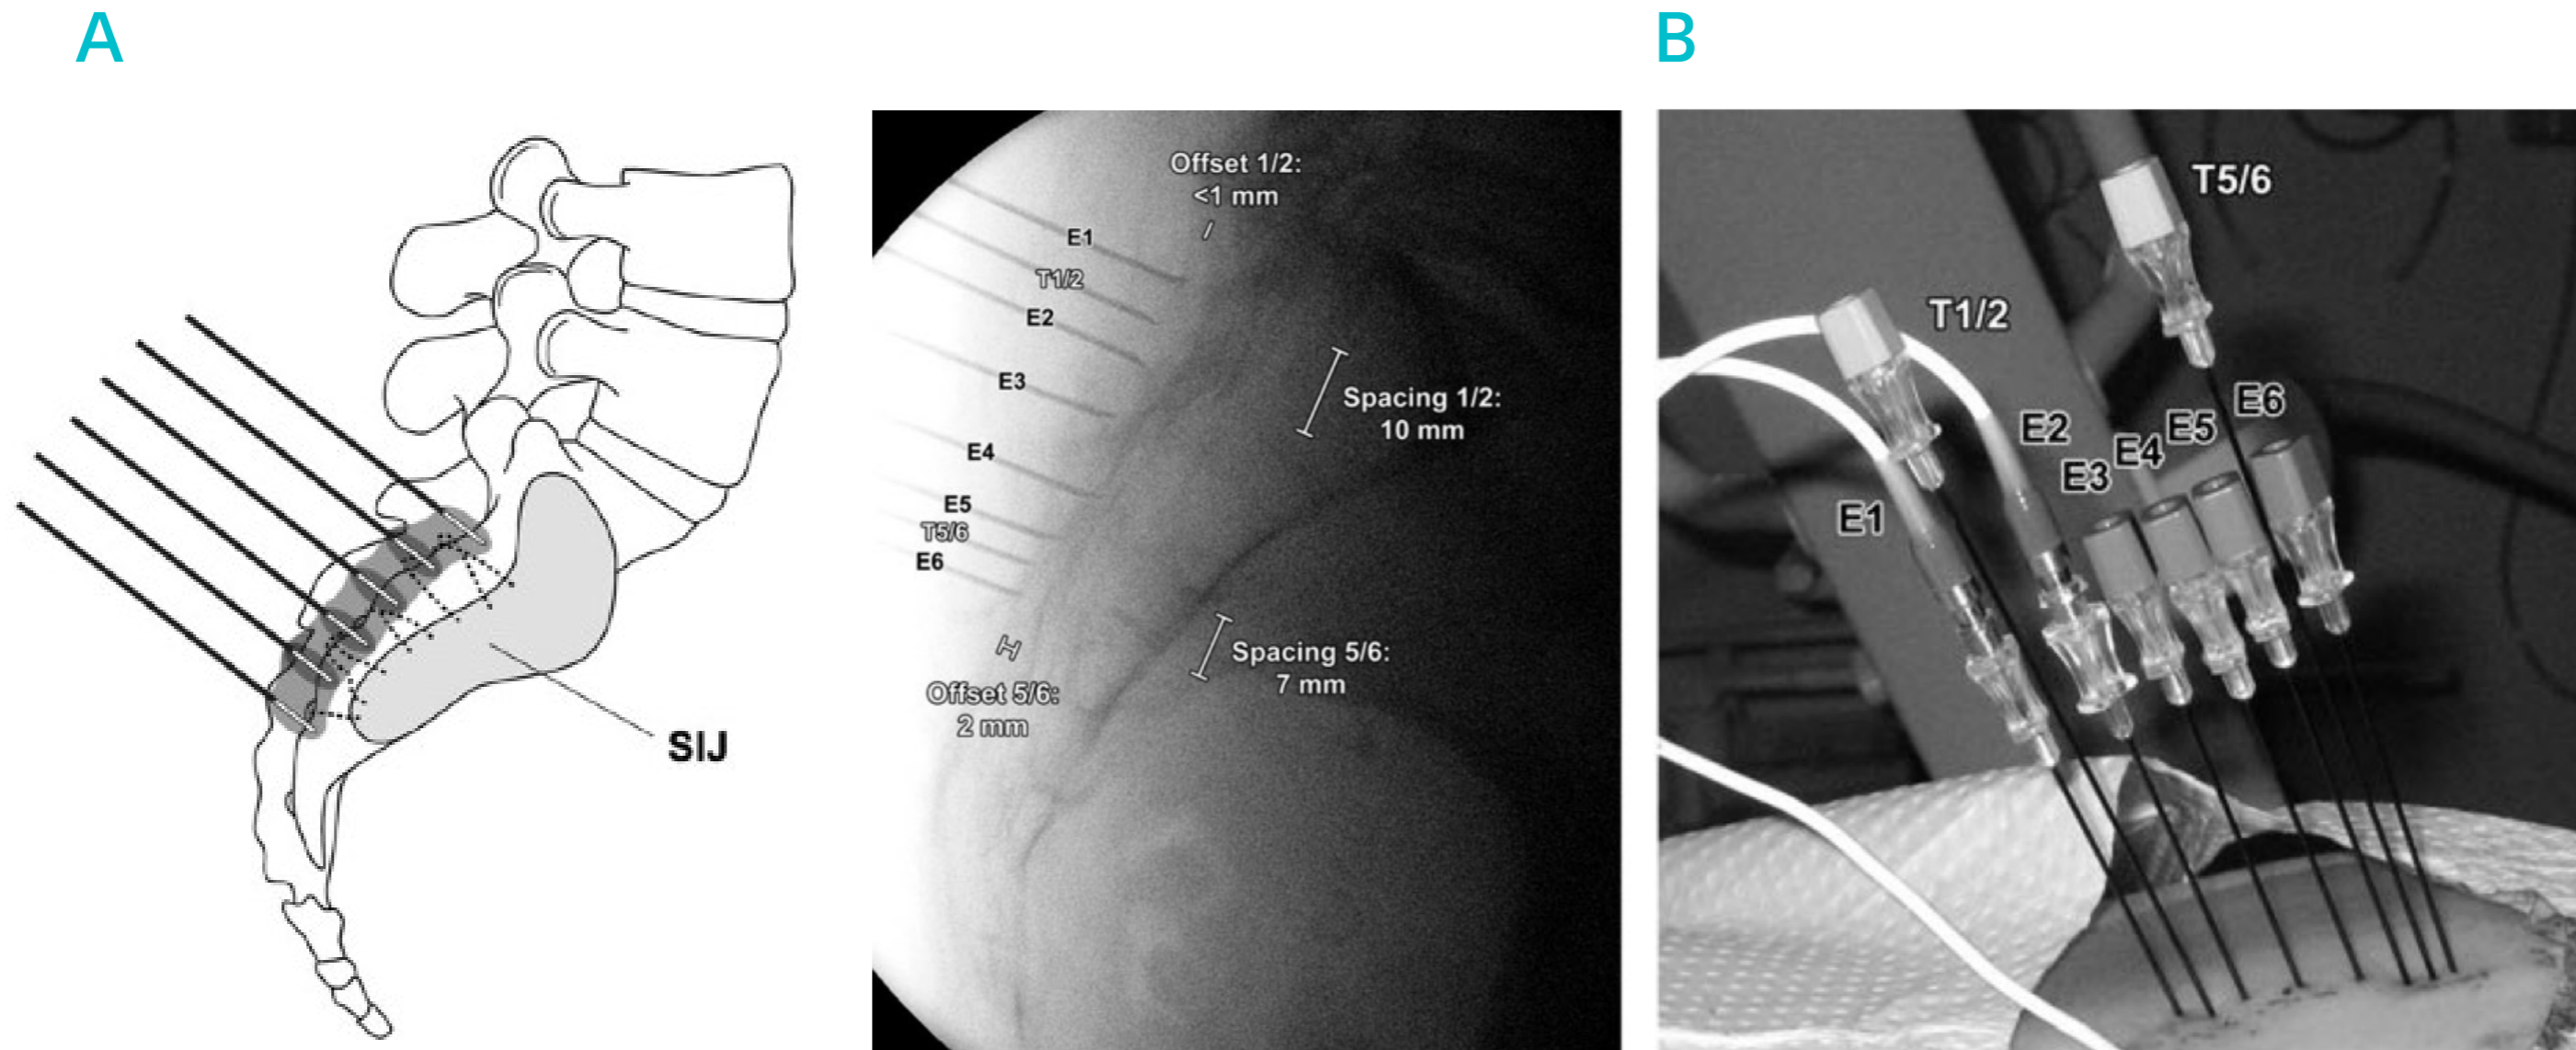 A
B
SIJ
Offset 1/2:
<1 mm
E1
T1/2
E2
E3
E4
E5
T5/6
E6
Spacing 1/2:
10 mm
Spacing 5/6:
7 mm
Offset 5/6:
2 mm
T5/6
T1/2
E6
E5
E2
E4
E3
E1